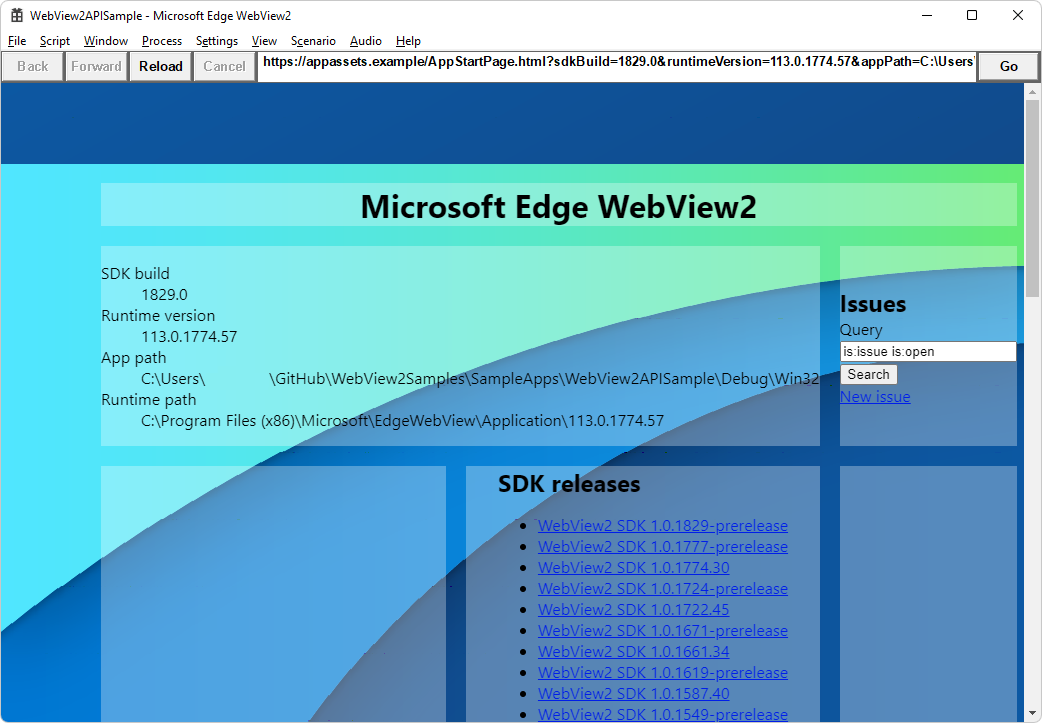 WebView2APISample - Microsoft Edge WebView2
File Script Window Process Settings View Scenario Audio Help
Back Forward Reload Cancel https://appassets.example/AppStartPage.html?sdkBuild=1829.0&runtimeVersion=113.0.1774.57&appPath=C:\Users\ Go
Microsoft Edge WebView2
SDK build
1829.0
Runtime version
113.0.1774.57
App path
C:\Users\ \GitHub\WebView2Samples\SampleApps\WebView2APISample\Debug\Win32
Runtime path
C:\Program Files (x86)\Microsoft\EdgeWebView\Application\113.0.1774.57
Issues
Query
is:issue is:open
Search
New issue
SDK releases
WebView2 SDK 1.0.1829-prerelease
WebView2 SDK 1.0.1777-prerelease
WebView2 SDK 1.0.1774.30
WebView2 SDK 1.0.1724-prerelease
WebView2 SDK 1.0.1722.45
WebView2 SDK 1.0.1671-prerelease
WebView2 SDK 1.0.1661.34
WebView2 SDK 1.0.1619-prerelease
WebView2 SDK 1.0.1587.40
WebView2 SDK 1.0.1549-prerelease